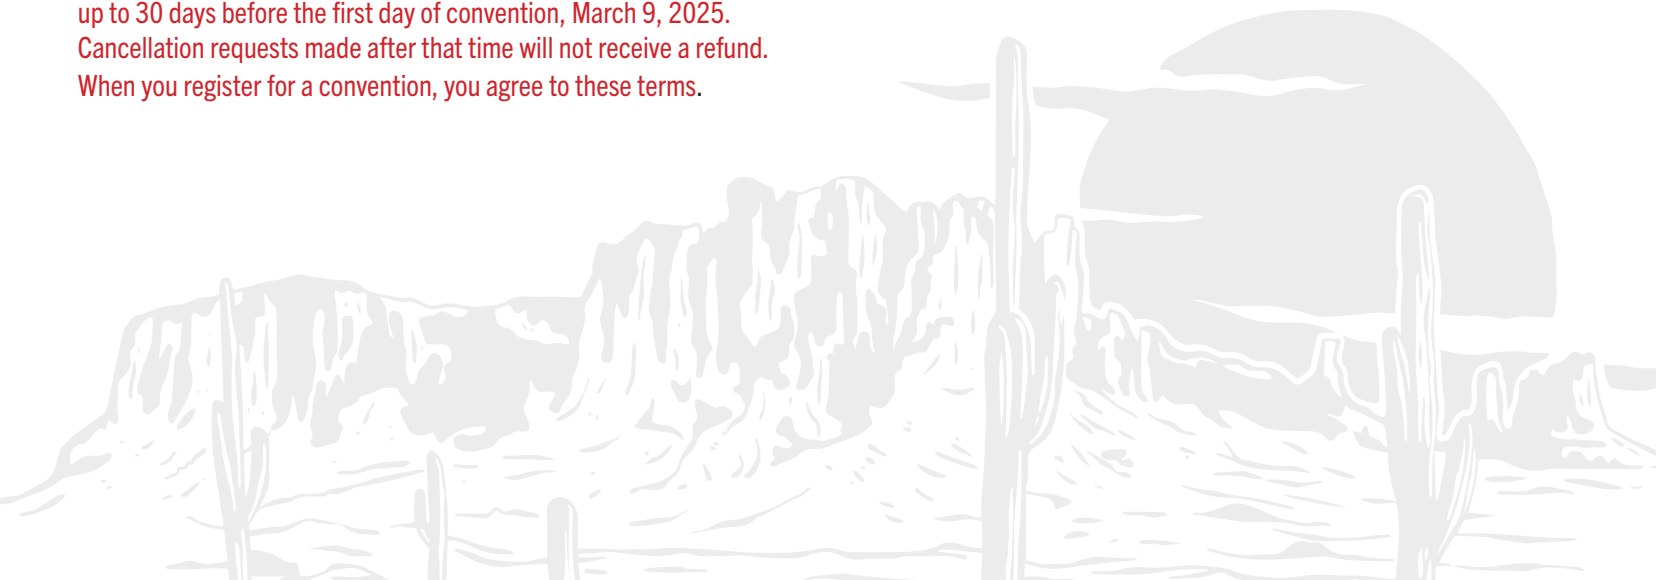 up to 30 days before the first day of convention, March 9, 2025.
Cancellation requests made after that time will not receive a refund.
When you register for a convention, you agree to these terms.